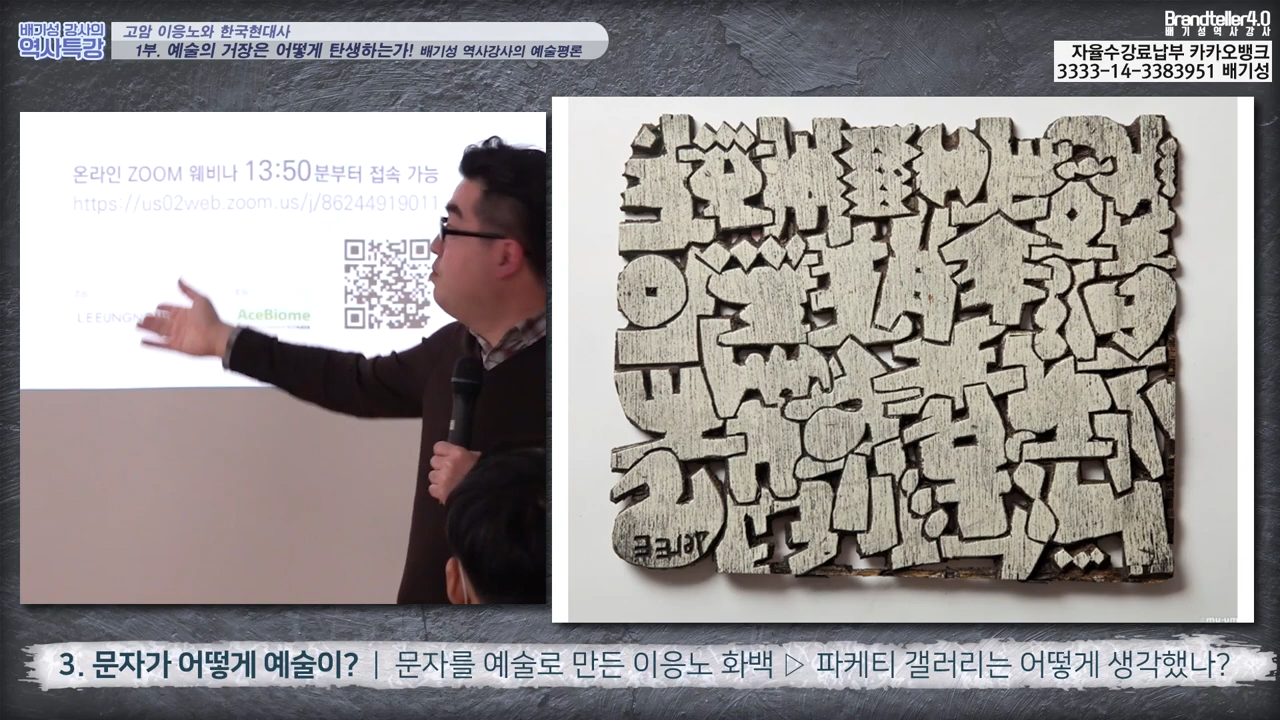 배기성 강사의
역사특강
고암 이응노와 한국현대사
1부. 예술의 거장은 어떻게 탄생하는가! 배기성 역사강사의 예술평론
Brandteller4.0
배기성역사강사
자율수강료납부 카카오뱅크
3333-14-3383951 배기성
온라인 ZOOM 웨비나 13:50분부터 접속 가능
https://us02web.zoom.us/j/86244919011
LEEUNGN
AceBiome
3. 문자가 어떻게 예술이? | 문자를 예술로 만든 이응노 화백 ▷ 파케티 갤러리는 어떻게 생각했나?